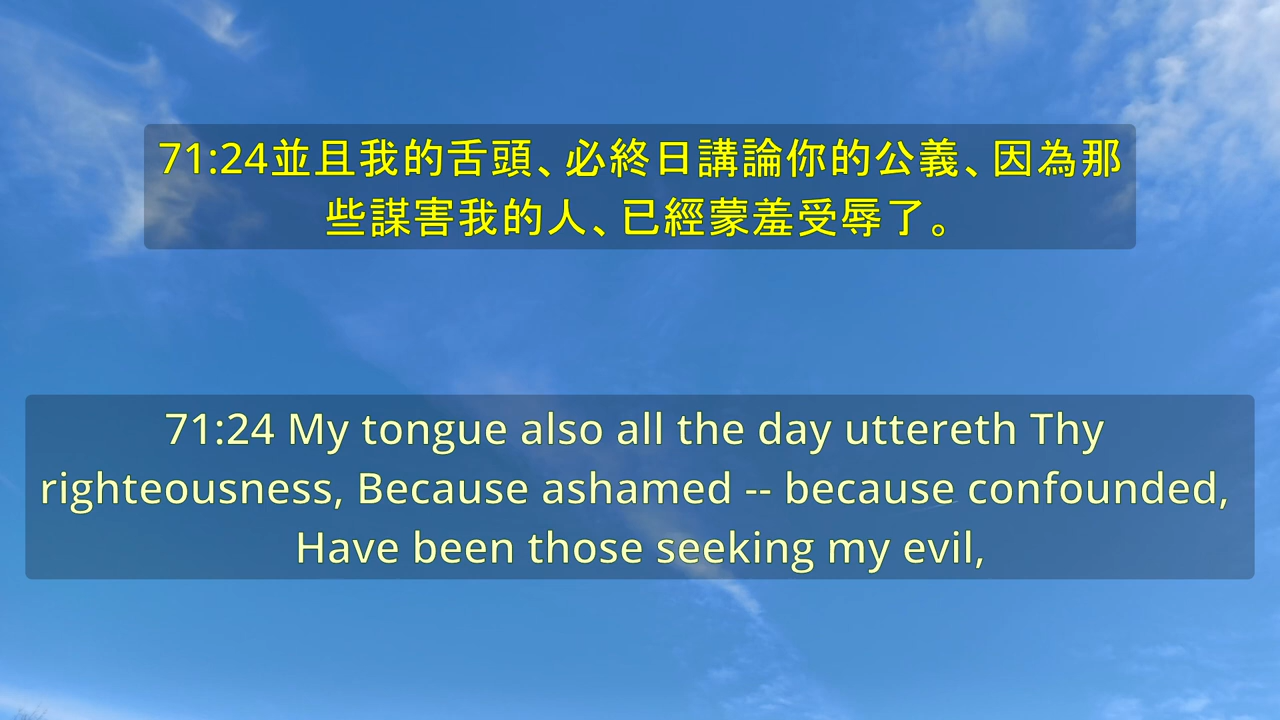 71:24並且我的舌頭、必終日講論你的公義、因為那
些謀害我的人、已經蒙羞受辱了。
71:24 My tongue also all the day uttereth Thy
righteousness, Because ashamed -- because confounded,
Have been those seeking my evil,